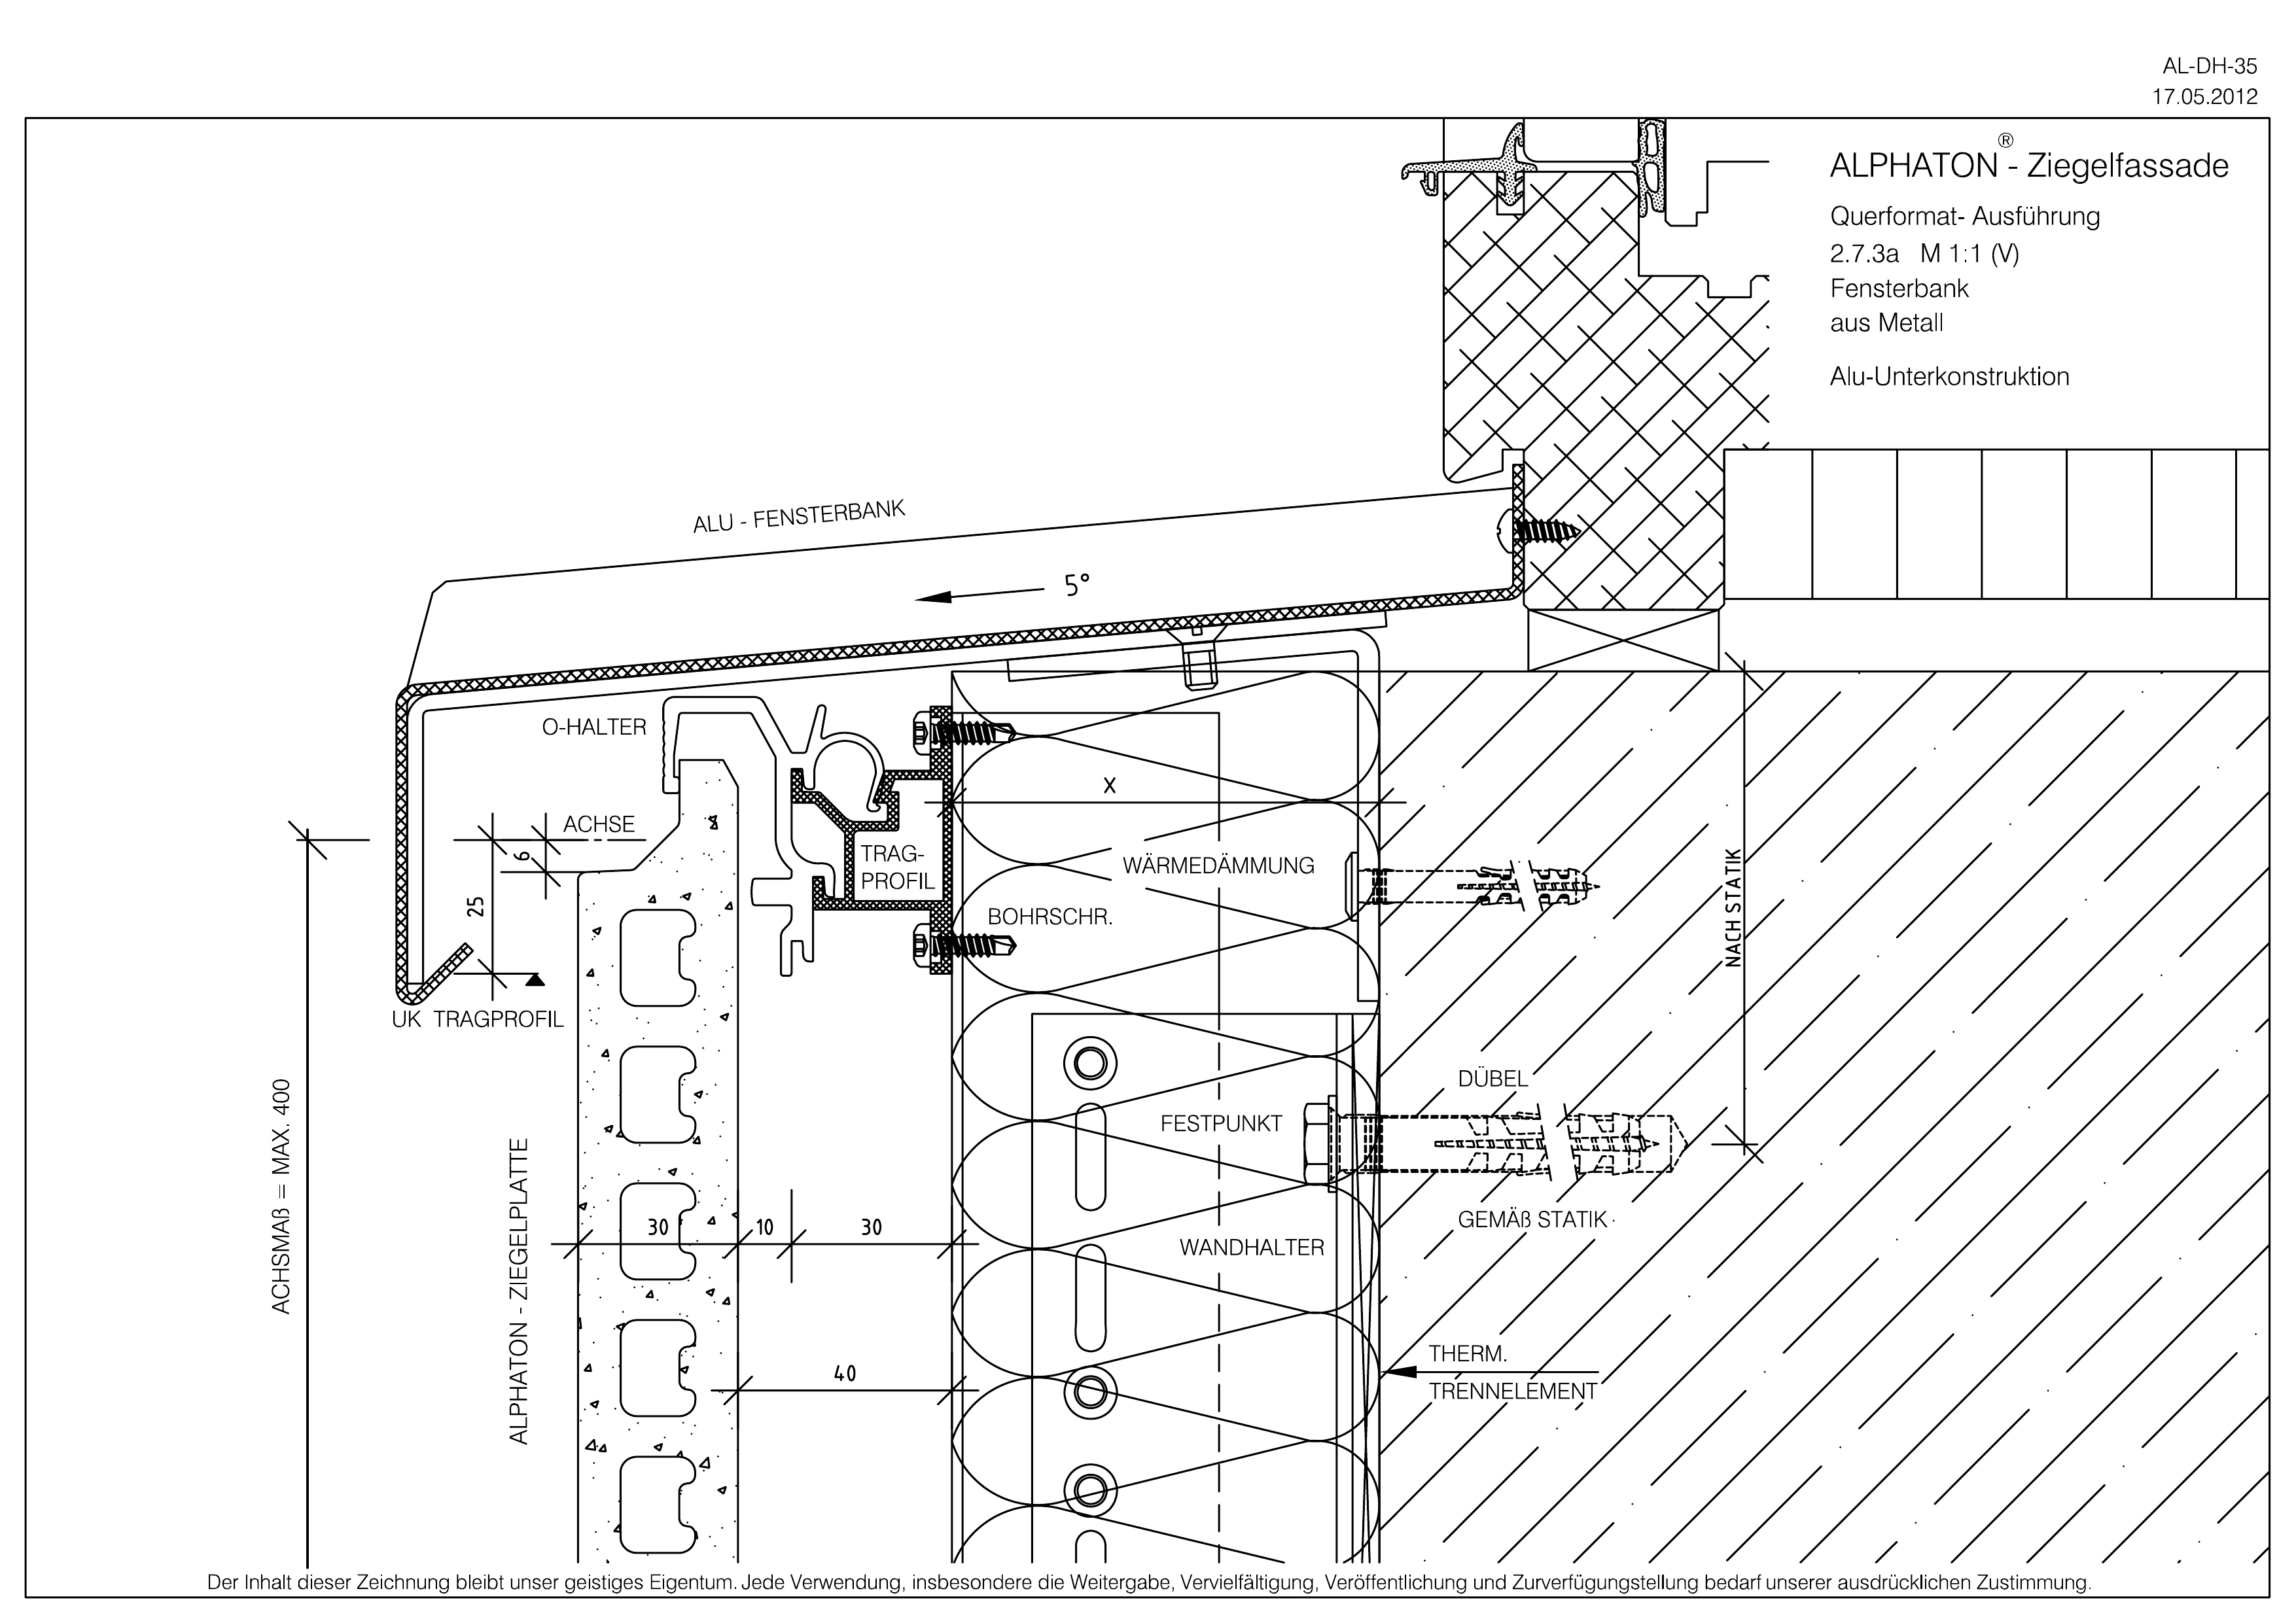 AL-DH-35
17.05.2012
ALPHATON® - Ziegelfassade
Querformat- Ausführung
2.7.3a M 1:1 (V)
Fensterbank
aus Metall
Alu-Unterkonstruktion
ALU - FENSTERBANK
5°
O-HALTER
X
ACHSE
6
25
TRAG-
PROFIL
WÄRMEDÄMMUNG
BOHRSCHR.
NACH STATIK
UK TRAGPROFIL
ACHSMAß = MAX. 400
ALPHATON - ZIEGELPLATTE
DÜBEL
FESTPUNKT
GEMÄß STATIK
30
10
30
WANDHALTER
40
THERM.
TRENNELEMENT
Der Inhalt dieser Zeichnung bleibt unser geistiges Eigentum. Jede Verwendung, insbesondere die Weitergabe, Vervielfältigung, Veröffentlichung und Zurverfügungstellung bedarf unserer ausdrücklichen Zustimmung.